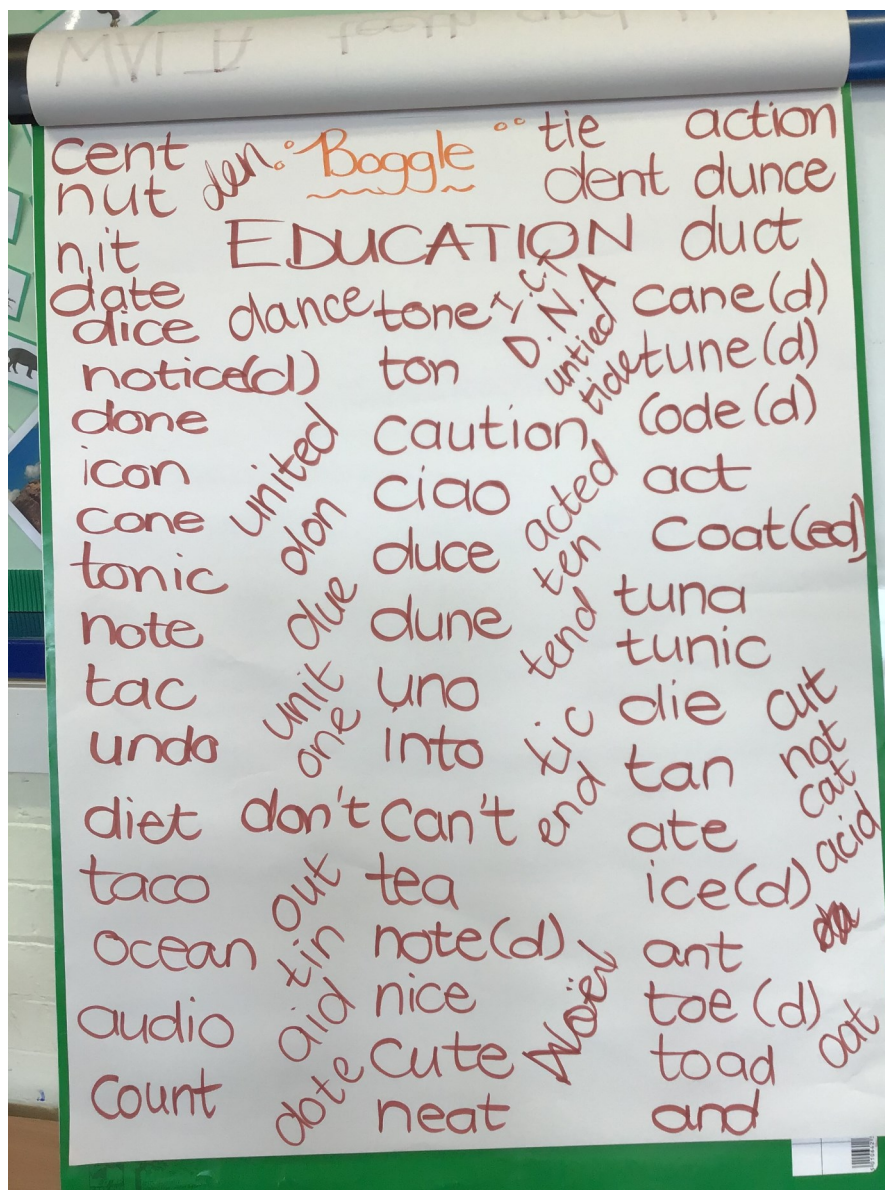 WALTA teeth and
Boggle
EDUCATION
cent
nut
den
nit
date
dice
notice(d)
done
icon
cone
tonic
note
tac
undo
diet
taco
ocean
audio
count
dance
united
don
due
unit
one
don't
out
tin
aid
dote
tone
ton
caution
ciao
duce
dune
uno
into
can't
tea
note(d)
nice
cute
neat
I.C.T
D.N.A
untied
tide
acted
ten
tend
tic
end
Noël
tie
dent
action
dunce
duct
cane(d)
tune(d)
code(d)
act
coat(ed)
tuna
tunic
die
tan
ate
ice(d)
ant
toe(d)
toad
and
cut
not
cat
acid
oat